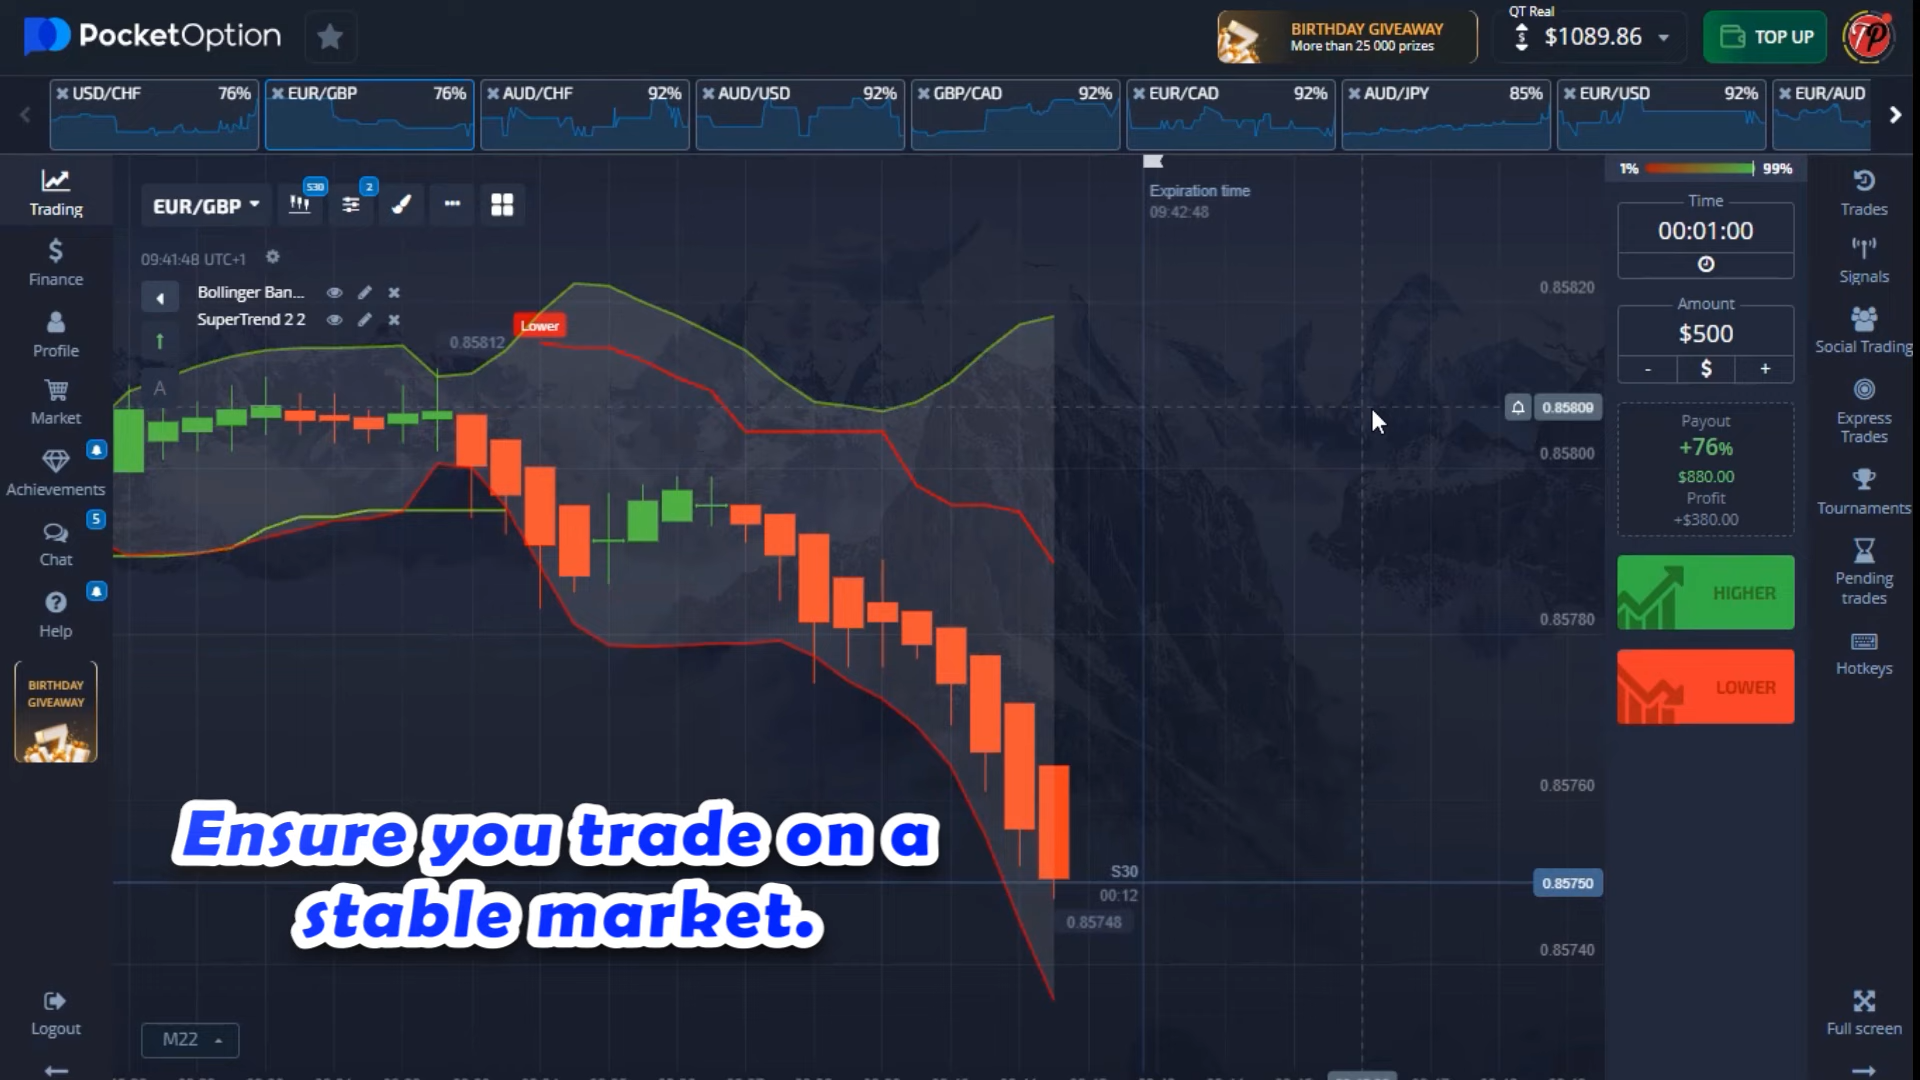 PocketOption
BIRTHDAY GIVEAWAY
More than 25 000 prizes
QT Real
$1089.86
TOP UP
USD/CHF 76%
EUR/GBP 76%
AUD/CHF 92%
AUD/USD 92%
GBP/CAD 92%
EUR/CAD 92%
AUD/JPY 85%
EUR/USD 92%
EUR/AUD
Trading
Finance
Profile
Market
Achievements
5
Chat
Help
BIRTHDAY
GIVEAWAY
Logout
EUR/GBP
S30
2
09:41:48 UTC+1
Bollinger Ban...
SuperTrend 2 2
A
0.85812
Lower
Expiration time
09:42:48
0.85820
0.85809
0.85800
0.85780
0.85760
0.85750
0.85740
S30
00:12
0.85748
Ensure you trade on a
stable market.
M22
1% 99%
Time
00:01:00
Amount
$500
- $ +
Payout
+76%
$880.00
Profit
+$380.00
HIGHER
LOWER
Trades
Signals
Social Trading
Express
Trades
Tournaments
Pending
trades
Hotkeys
Full screen